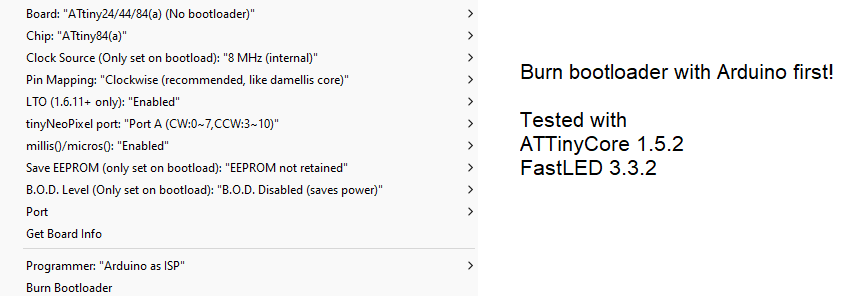 Board: "ATtiny24/44/84(a) (No bootloader)"
Chip: "ATtiny84(a)"
Clock Source (Only set on bootload): "8 MHz (internal)"
Pin Mapping: "Clockwise (recommended, like damellis core)"
LTO (1.6.11+ only): "Enabled"
tinyNeoPixel port: "Port A (CW:0~7,CCW:3~10)"
millis()/micros(): "Enabled"
Save EEPROM (only set on bootload): "EEPROM not retained"
B.O.D. Level (Only set on bootload): "B.O.D. Disabled (saves power)"
Port
Get Board Info
Programmer: "Arduino as ISP"
Burn Bootloader
Burn bootloader with Arduino first!
Tested with
ATTinyCore 1.5.2
FastLED 3.3.2